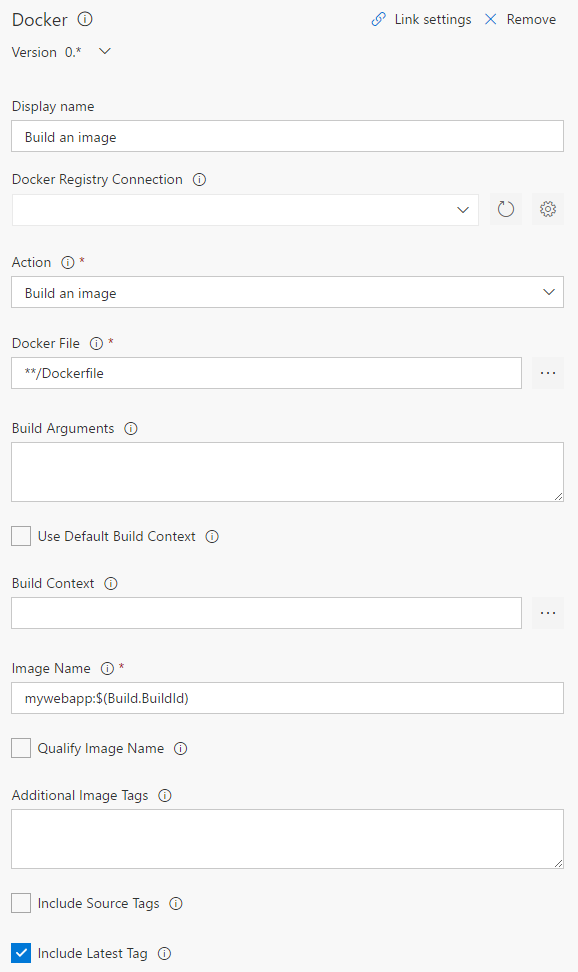 Docker
Link settings
Remove
Version 0.*
Display name
Build an image
Docker Registry Connection
Action *
Build an image
Docker File *
**/Dockerfile
...
Build Arguments
Use Default Build Context
Build Context
...
Image Name *
mywebapp:$(Build.BuildId)
Qualify Image Name
Additional Image Tags
Include Source Tags
Include Latest Tag